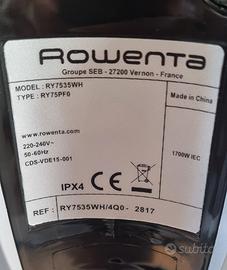 Rowenta
Groupe SEB - 27200 Vernon - France
MODEL : RY7535WH
TYPE : RY75PF0
Made in China
www.rowenta.com
220-240V~
50-60Hz
CDS-VDE15-001
1700W IEC
IPX4
REF : RY7535WH/4Q0- 2817
subito